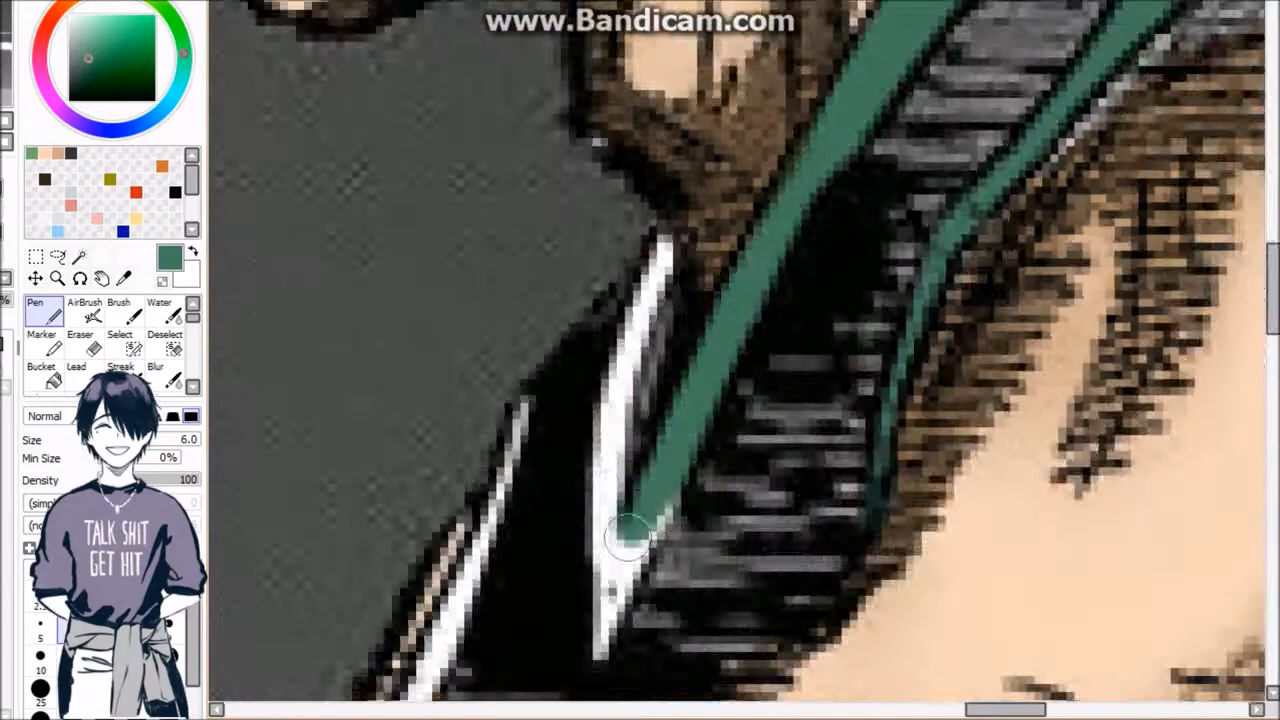 www.Bandicam.com
Pen AirBrush Brush Water
Marker Eraser Select Deselect
Bucket Lead Streak Blur
Normal
Size 6.0
Min Size 0%
Density 100
(sim
TALK SHIT
GET HIT
5
10
25